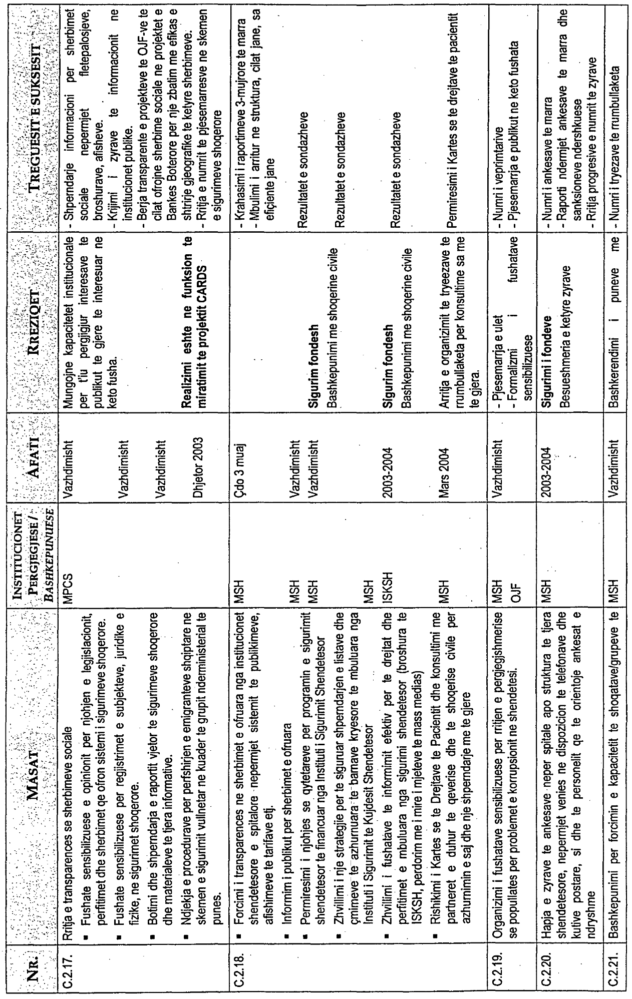 NR.
MASAT
INSTITUCIONET
PERGJEGJESE /
BASHKEPUNUESE
AFATI
RREZIQET
TREGUESIT E SUKSESIT
C.2.17.
Rritja e transparences se sherbimeve sociale
▪ Fushate sensibilizuese e opinionit per njohjen e legjislacionit,
perfitimet dhe sherbimet qe ofron sistemi i sigurimeve shoqerore.
▪ Fushate sensibilizuese per regjistrimet e subjekteve, juridike e
fizike, ne sigurimet shoqerore.
▪ Botimi dhe shperndarja e raportit vjetor te sigurimeve shoqerore
dhe materialeve te tjera informative.
▪ Ndjekja e procedurave per perfshirjen e emigranteve shqiptare ne
skemen e sigurimit vullnetar ne kuader te grupit nderministerial te
punes.
MPCS
Vazhdimisht
Vazhdimisht
Vazhdimisht
Dhjetor 2003
Mungojne kapacitetet institucionale
per t'iu pergjigjur interesave te
publikut te gjere te interesuar ne
keto fusha.
Realizimi eshte ne funksion te
miratimit te projektit CARDS
- Shperndarje informacioni per sherbimet
sociale nepermjet fletepalosjeve,
broshurave, afisheve.
- Krijimi i zyrave te informacionit ne
institucionet publike.
- Berja transparente e projekteve te OJF-ve te
cilat ofrojne sherbime sociale ne projektet e
Bankes Boterore per nje zbatim me efikas e
shtrirje gjeografike te ketyre sherbimeve.
- Rritja e numrit te pjesemarresve ne skemen
e sigurimeve shoqerore
C.2.18.
▪ Forcimi i transparences ne sherbimet e ofruara nga institucionet
shendetesore e spitalore nepermjet sistemit te publikimeve,
afishimeve te tarifave etj.
▪ Informim i publikut per sherbimet e ofruara
▪ Permiresimi i njohjes se qytetareve per programin e sigurimit
shendetesor te financuar nga Instituti i Sigurimit Shendetesor
▪ Zhvillimi i nje strategjie per te siguruar shperndarjen e listave dhe
çmimeve te azhurnuara te barnave kryesore te mbuluara nga
Instituti i Sigurimit te Kujdesit Shendetesor
▪ Zhvillimi i fushatave te informimit efektiv per te drejtat dhe
perfitimet e mbuluara nga sigurimi shendetesor (broshura te
ISKSH, perdorim me i mire i mjeteve te mass medias)
▪ Rishikimi i Kartes se te Drejtave te Pacientit dhe konsultimi me
partneret e duhur te qeverise dhe te shoqerise civile per
azhurnimin e saj dhe nje shperndarje me te gjere
MSH
MSH
MSH
MSH
ISKSH
MSH
Çdo 3 muaj
Vazhdimisht
Vazhdimisht
2003-2004
Mars 2004
Sigurim fondesh
Bashkepunimi me shoqerine civile
Sigurim fondesh
Bashkepunimi me shoqerine civile
Arritja e organizimit te tryeezave te
rrumbullaketa per konsultime sa me
te gjera.
- Krahasimi i raportimeve 3-mujrore te marra
- Mbulimi i arritur ne struktura, cilat jane, sa
efiçiente jane
Rezultatet e sondazheve
Rezultatet e sondazheve
Rezultatet e sondazheve
Permiresimi i Kartes se te drejtave te pacientit
C.2.19.
Organizimi i fushatave sensibilizuese per rritjen e pergjegjshmerise
se popullates per problemet e korrupsionit ne shendetesi.
MSH
OJF
Vazhdimisht
- Pjesemarrja e ulet
- Formalizmi i fushatave
sensibilizuese
- Numri i veprimtarive
- Pjesemarrja e publikut ne keto fushata
C.2.20.
Hapja e zyrave te ankesave neper spitale apo struktura te tjera
shendetesore, nepermjet venies ne dispozicion te telefonave dhe
kutive postare, si dhe te personelit qe te orientoje ankesat e
ndryshme
MSH
2003-2004
Sigurimi i fondeve
Besueshmeria e ketyre zyrave
- Numri i ankesave te marra
- Raporti ndermjet ankesave te marra dhe
sanksioneve ndershkuese
- Rritja progresive e numrit te zyrave
C.2.21.
Bashkepunimi per forcimin e kapacitetit te shoqatave/grupeve te
MSH
Vazhdimisht
Bashkerendimi i puneve me
- Numri i tryezave te rrumbullaketa